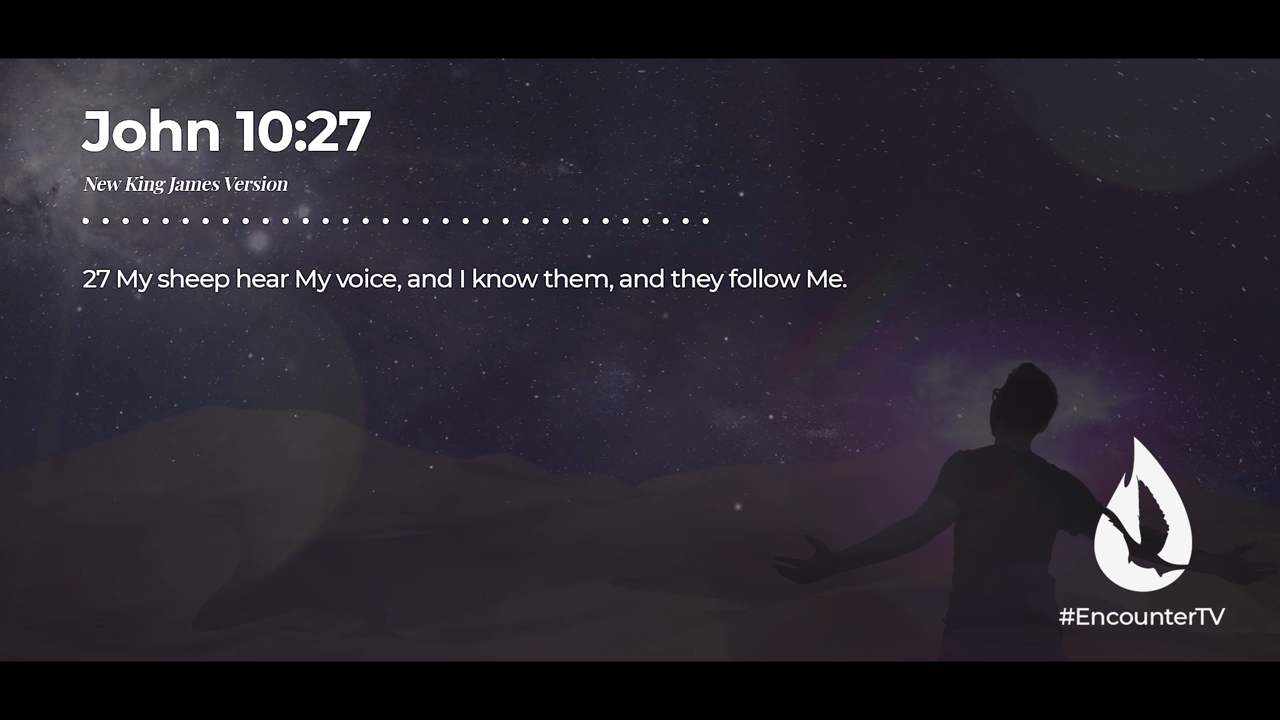 John 10:27
New King James Version
27 My sheep hear My voice, and I know them, and they follow Me.
#EncounterTV